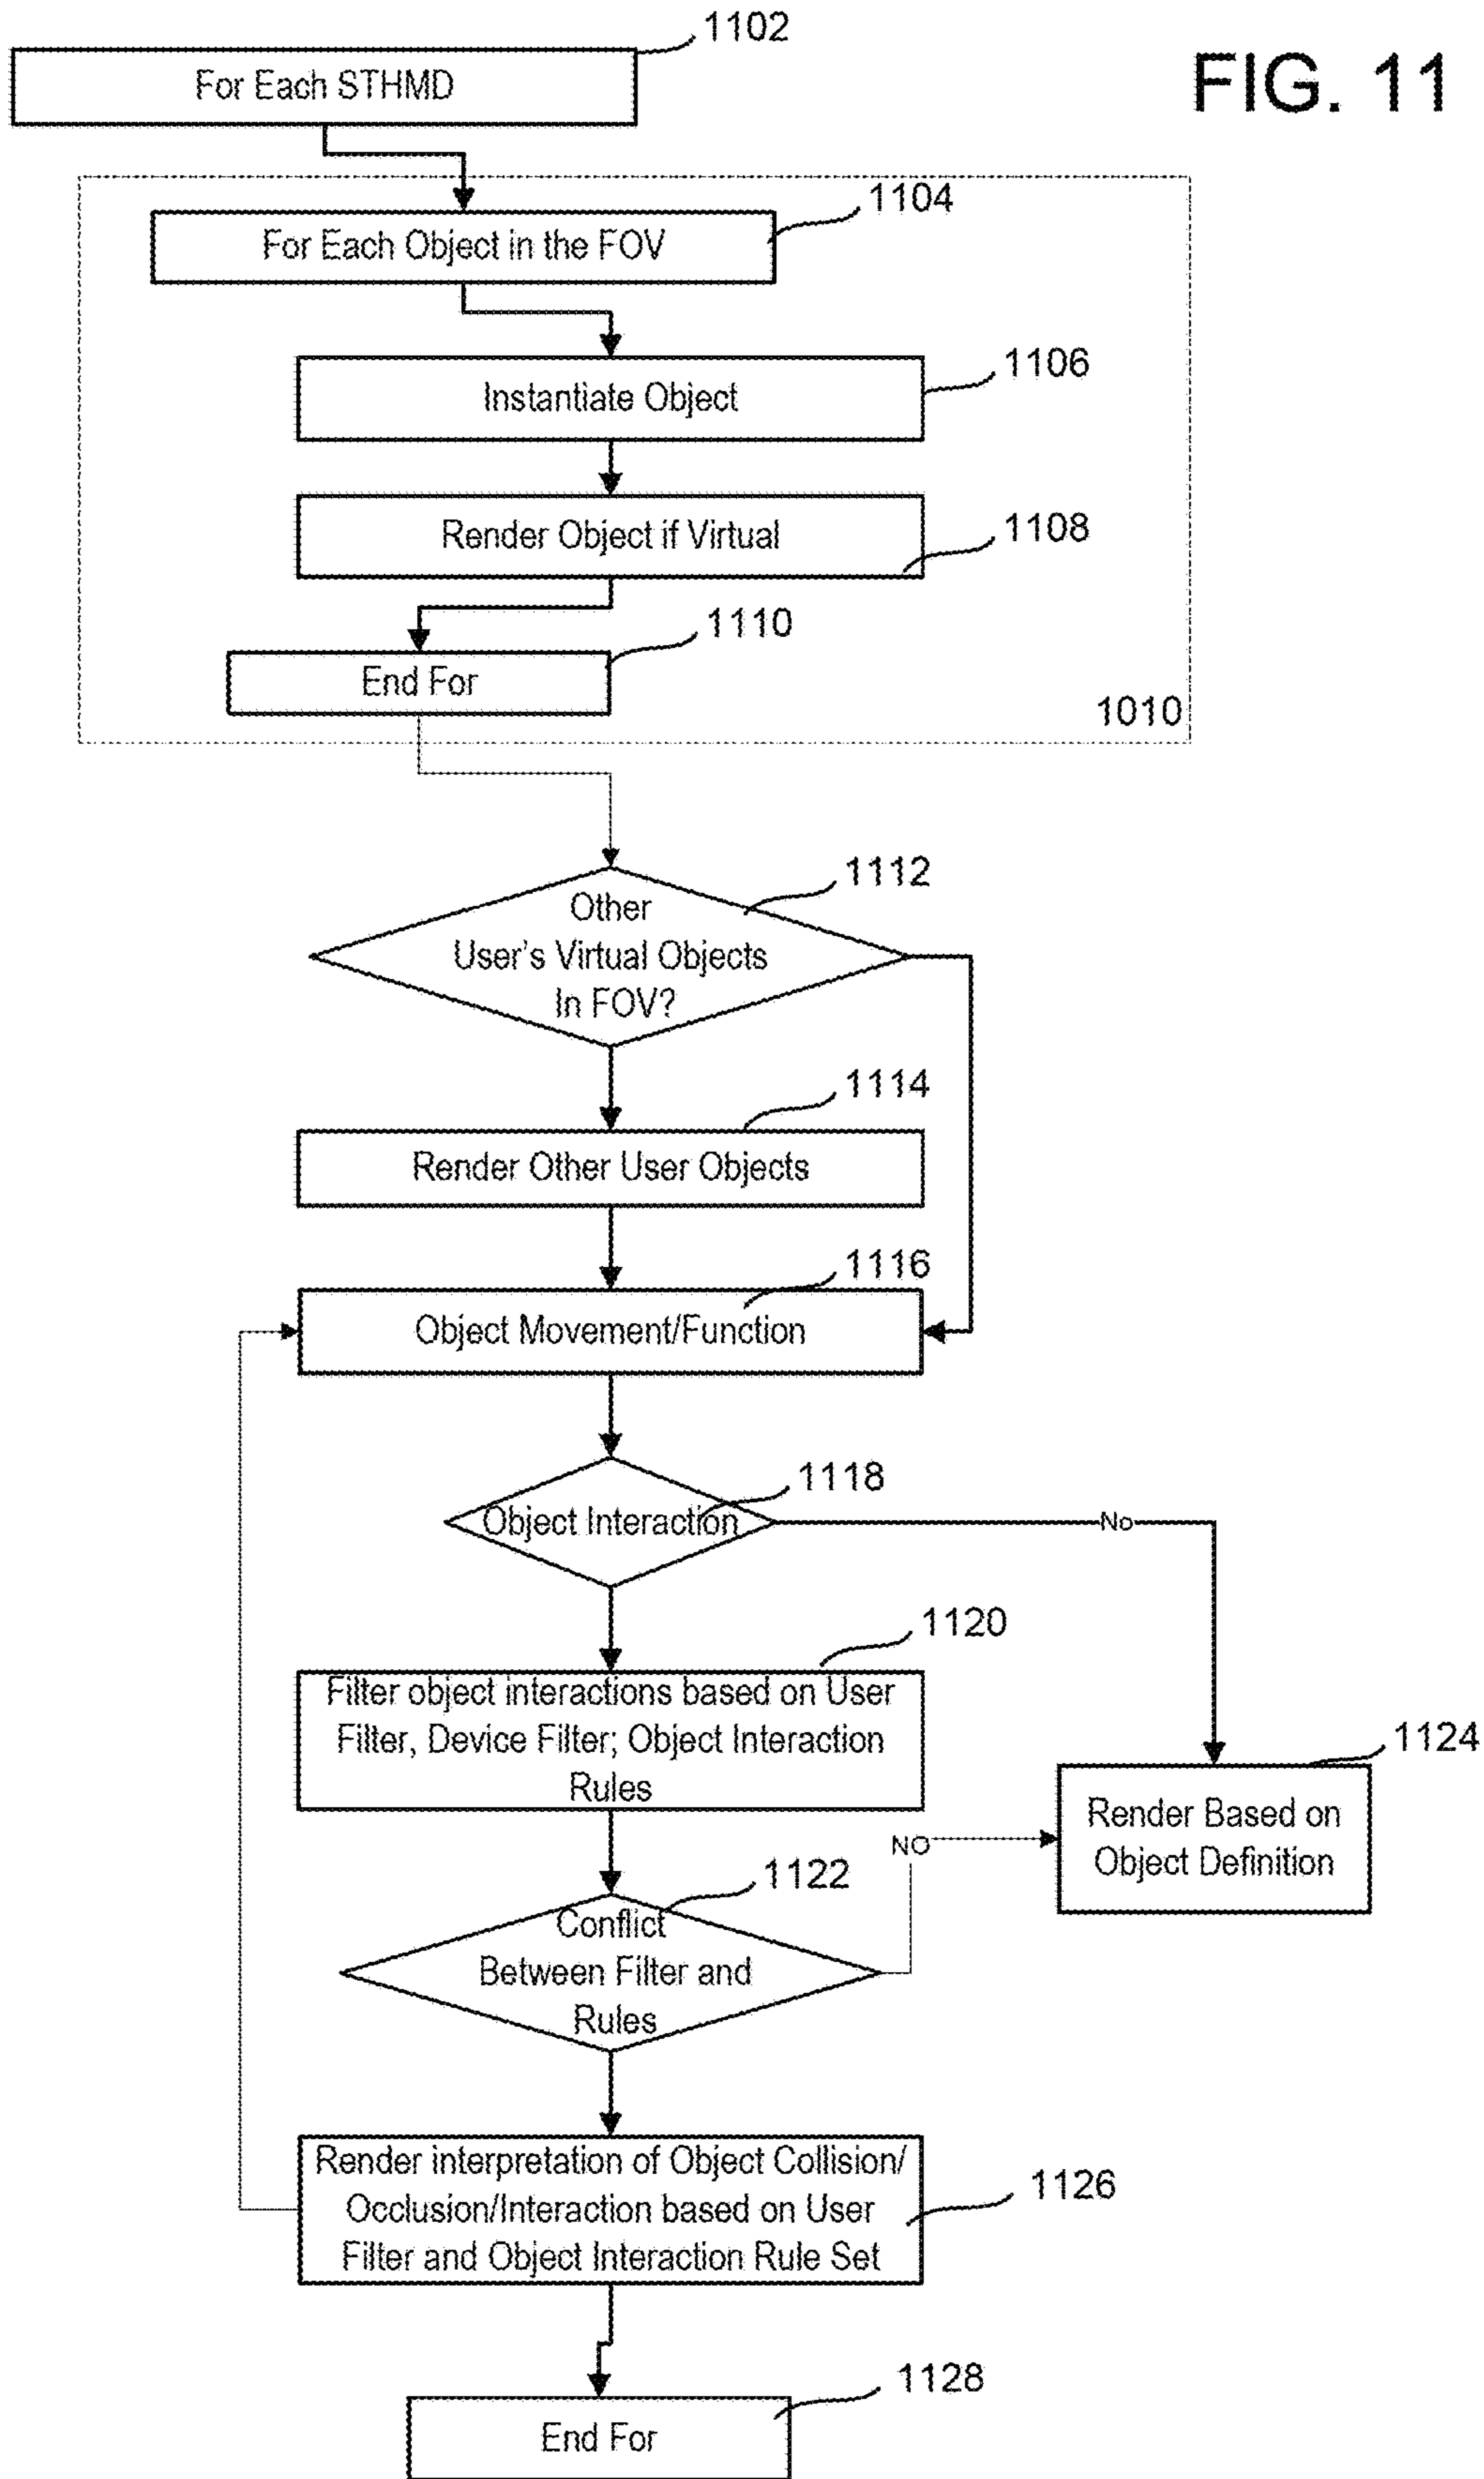 1102
FIG. 11
For Each STHMD
1104
For Each Object in the FOV
1106
Instantiate Object
1108
Render Object if Virtual
1110
End For
1010
1112
Other
User's Virtual Objects
In FOV?
1114
Render Other User Objects
1116
Object Movement/Function
1118
Object Interaction
No
1120
Filter object interactions based on User
Filter, Device Filter; Object Interaction
Rules
1124
Render Based on
Object Definition
NO
1122
Conflict
Between Filter and
Rules
Render interpretation of Object Collision/
Occlusion/Interaction based on User
Filter and Object Interaction Rule Set
1126
1128
End For